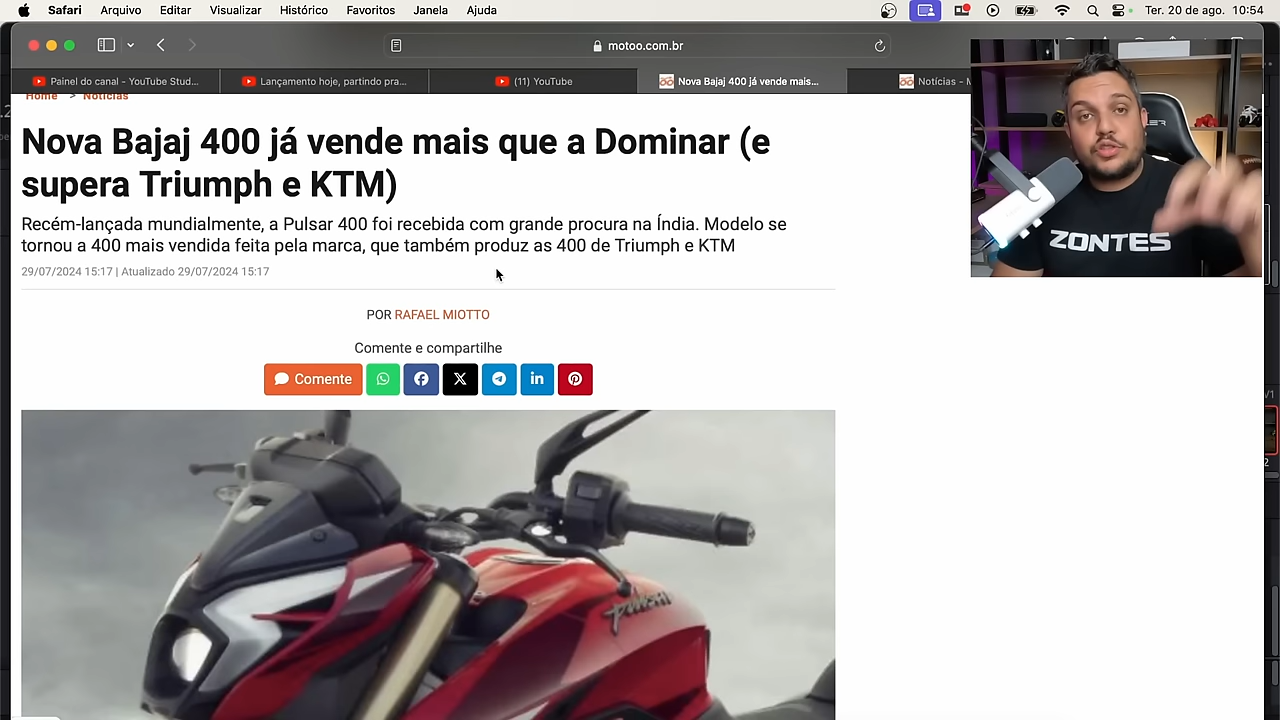 Safari Arquivo Editar Visualizar Histórico Favoritos Janela Ajuda Ter. 20 de ago. 10:54
motoo.com.br
Painel do canal - YouTube Stud... Lançamento hoje, partindo pra... (11) YouTube Nova Bajaj 400 já vende mais... Notícias - M
Home > Notícias
Nova Bajaj 400 já vende mais que a Dominar (e
supera Triumph e KTM)
Recém-lançada mundialmente, a Pulsar 400 foi recebida com grande procura na Índia. Modelo se
tornou a 400 mais vendida feita pela marca, que também produz as 400 de Triumph e KTM
29/07/2024 15:17 | Atualizado 29/07/2024 15:17
POR RAFAEL MIOTTO
Comente e compartilhe
Comente
pulsar
ZONTES